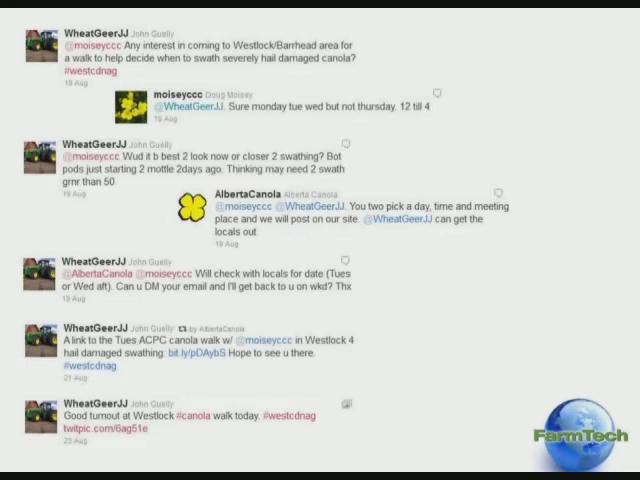 WheatGeerJJ John Guelly
@moiseyccc Any interest in coming to Westlock/Barrhead area for
a walk to help decide when to swath severely hail damaged canola?
#westcdnag
19 Aug
moiseyccc Doug Moisey
@WheatGeerJJ. Sure monday tue wed but not thursday. 12 till 4
19 Aug
WheatGeerJJ John Guelly
@moiseyccc Wud it b best 2 look now or closer 2 swathing? Bot
pods just starting 2 mottle 2days ago. Thinking may need 2 swath
grnr than 50
19 Aug
AlbertaCanola Alberta Canola
@moiseyccc @WheatGeerJJ. You two pick a day, time and meeting
place and we will post on our site. @WheatGeerJJ can get the
locals out
19 Aug
WheatGeerJJ John Guelly
@AlbertaCanola @moiseyccc Will check with locals for date (Tues
or Wed aft). Can u DM your email and I'll get back to u on wkd? Thx
19 Aug
WheatGeerJJ John Guelly by AlbertaCanola
A link to the Tues ACPC canola walk w/ @moiseyccc in Westlock 4
hail damaged swathing: bit.ly/pDAybS Hope to see u there.
#westcdnag
21 Aug
WheatGeerJJ John Guelly
Good turnout at Westlock #canola walk today. #westcdnag
twitpic.com/6ag51e
23 Aug
FarmTech